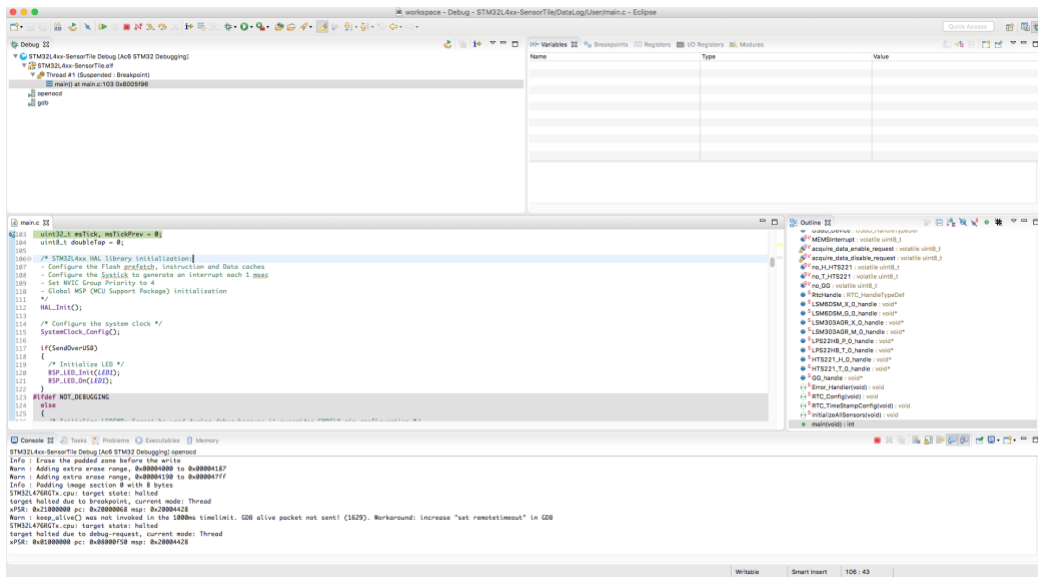 workspace - Debug - STM32L4xx-SensorTile/DataLog/User/main.c - Eclipse
Quick Access
Debug
STM32L4xx-SensorTile Debug [Ac6 STM32 Debugging]
STM32L4xx-SensorTile.elf
Thread #1 (Suspended : Breakpoint)
main() at main.c:103 0x8005f96
openocd
gdb
Variables Breakpoints Registers I/O Registers Modules
Name Type Value
main.c
103 uint32_t msTick, msTickPrev = 0;
104 uint8_t doubleTap = 0;
105
106 /* STM32L4xx HAL library initialization:
107 - Configure the Flash prefetch, instruction and Data caches
108 - Configure the Systick to generate an interrupt each 1 msec
109 - Set NVIC Group Priority to 4
110 - Global MSP (MCU Support Package) initialization
111 */
112 HAL_Init();
113
114 /* Configure the system clock */
115 SystemClock_Config();
116
117 if(SendOverUSB)
118 {
119 /* Initialize LED */
120 BSP_LED_Init(LED1);
121 BSP_LED_On(LED1);
122 }
123 #ifdef NOT_DEBUGGING
124 else
125 {
Outline
USBD_Device : USBD_HandleTypeDef
MEMSInterrupt : volatile uint8_t
acquire_data_enable_request : volatile uint8_t
acquire_data_disable_request : volatile uint8_t
no_H_HTS221 : volatile uint8_t
no_T_HTS221 : volatile uint8_t
no_GG : volatile uint8_t
RtcHandle : RTC_HandleTypeDef
LSM6DSM_X_0_handle : void*
LSM6DSM_G_0_handle : void*
LSM303AGR_X_0_handle : void*
LSM303AGR_M_0_handle : void*
LPS22HB_P_0_handle : void*
LPS22HB_T_0_handle : void*
HTS221_H_0_handle : void*
HTS221_T_0_handle : void*
GG_handle : void*
Error_Handler(void) : void
RTC_Config(void) : void
RTC_TimeStampConfig(void) : void
initializeAllSensors(void) : void
main(void) : int
Console Tasks Problems Executables Memory
STM32L4xx-SensorTile Debug [Ac6 STM32 Debugging] openocd
Info : Erase the padded zone before the write
Warn : Adding extra erase range, 0x00004000 to 0x00004187
Warn : Adding extra erase range, 0x00004190 to 0x000047ff
Info : Padding image section 0 with 8 bytes
STM32L476RGTx.cpu: target state: halted
target halted due to breakpoint, current mode: Thread
xPSR: 0x21000000 pc: 0x20000068 msp: 0x20004428
Warn : keep_alive() was not invoked in the 1000ms timelimit. GDB alive packet not sent! (1629). Workaround: increase "set remotetimeout" in GDB
STM32L476RGTx.cpu: target state: halted
target halted due to debug-request, current mode: Thread
xPSR: 0x01000000 pc: 0x08000f50 msp: 0x20004428
Writable Smart Insert 106 : 43